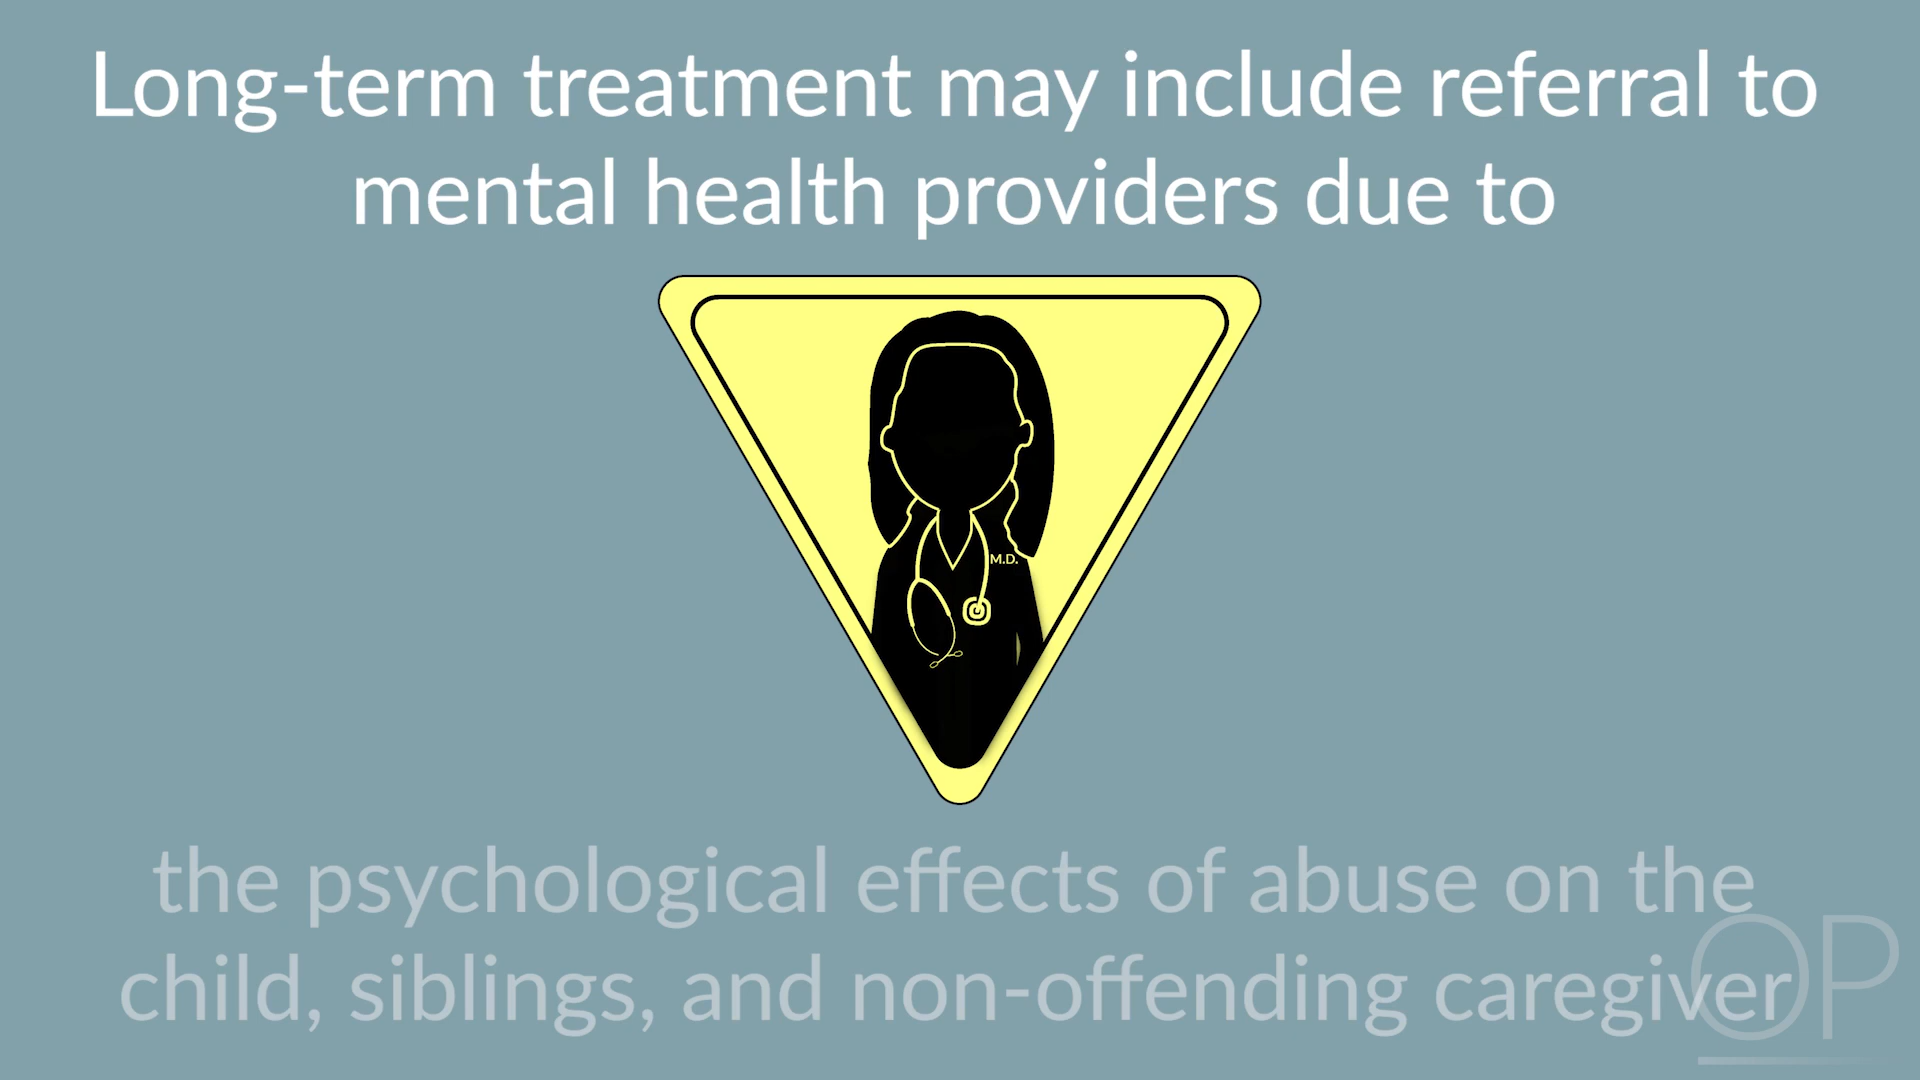 Long-term treatment may include referral to
mental health providers due to
M.D.
the psychological effects of abuse on the
child, siblings, and non-offending caregiver
OP